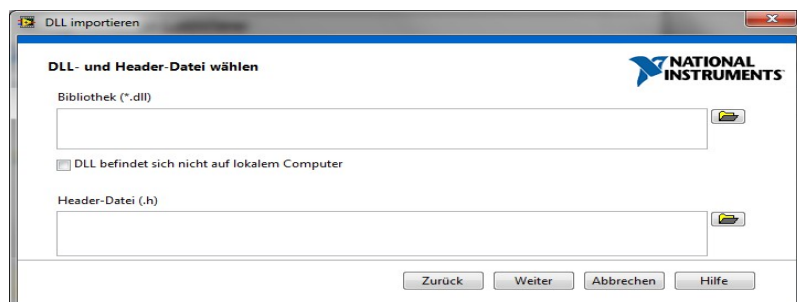 DLL importieren
DLL- und Header-Datei wählen
NATIONAL
INSTRUMENTS
Bibliothek (*.dll)
DLL befindet sich nicht auf lokalem Computer
Header-Datei (.h)
Zurück Weiter Abbrechen Hilfe